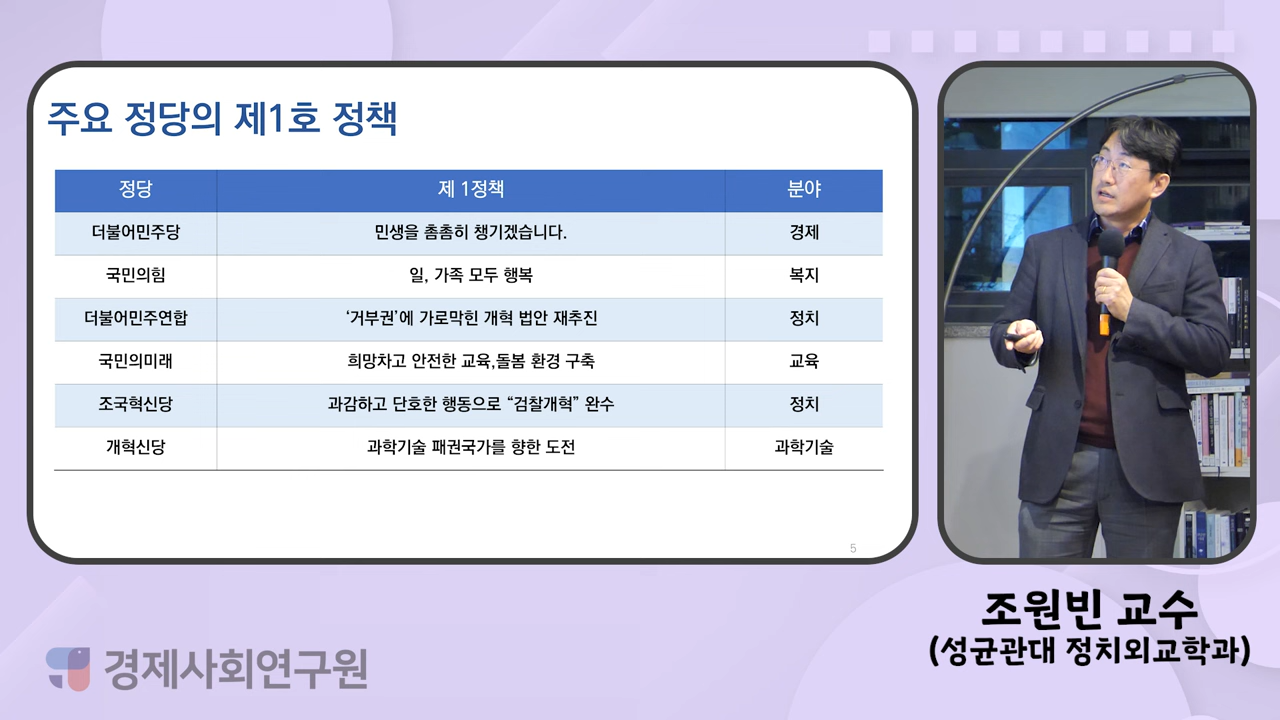 주요 정당의 제1호 정책
정당 제 1정책 분야
더불어민주당 민생을 촘촘히 챙기겠습니다. 경제
국민의힘 일, 가족 모두 행복 복지
더불어민주연합 ‘거부권’에 가로막힌 개혁 법안 재추진 정치
국민의미래 희망차고 안전한 교육,돌봄 환경 구축 교육
조국혁신당 과감하고 단호한 행동으로 “검찰개혁” 완수 정치
개혁신당 과학기술 패권국가를 향한 도전 과학기술
5
조원빈 교수
(성균관대 정치외교학과)
경제사회연구원